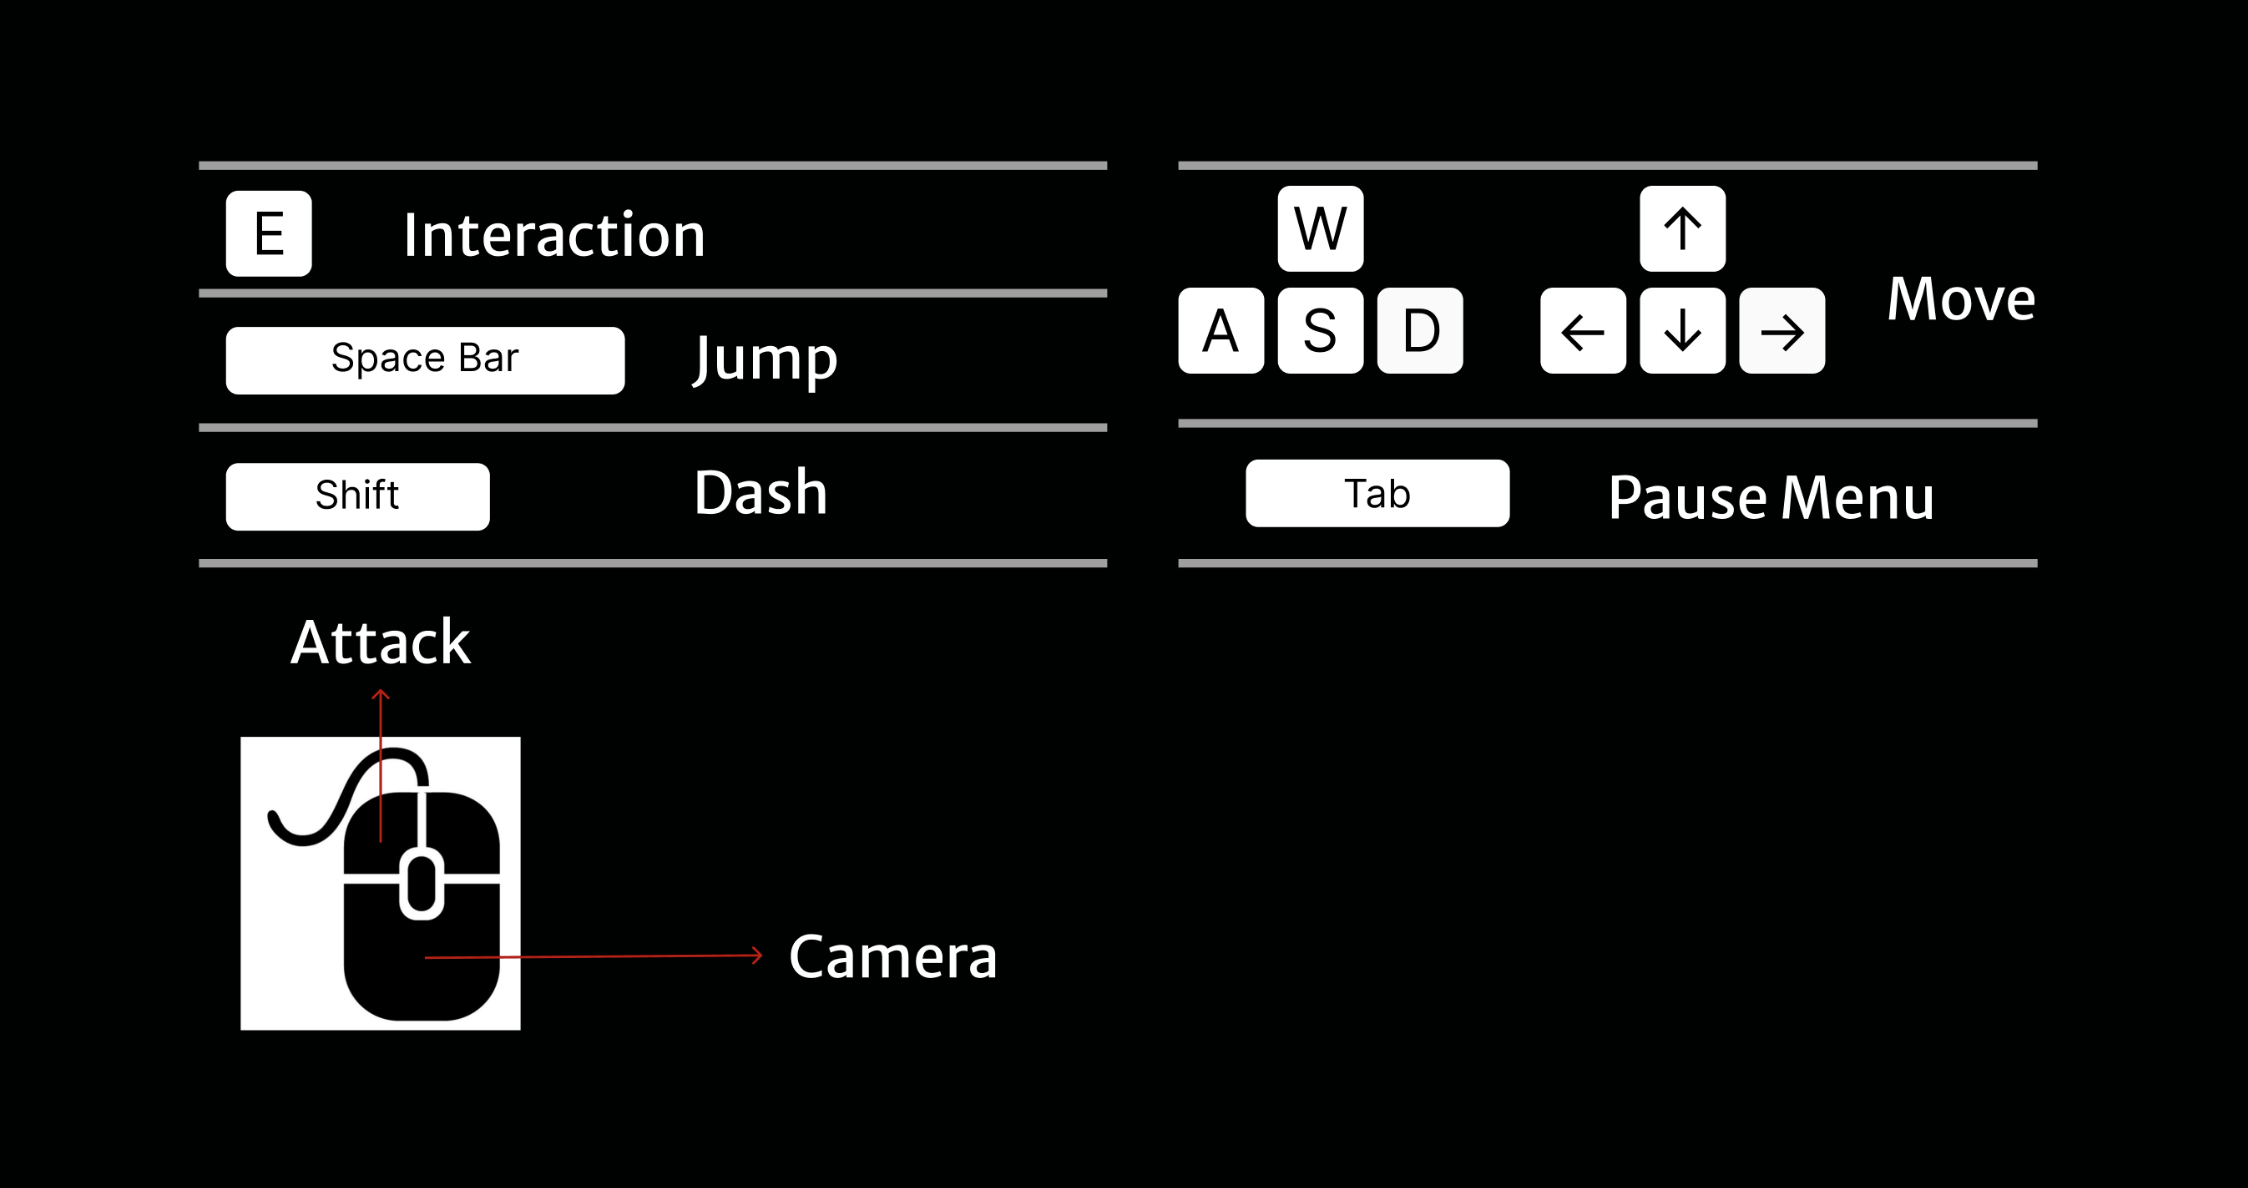 E Interaction
Space Bar Jump
Shift Dash
W ↑
A S D ← ↓ → Move
Tab Pause Menu
Attack
Camera